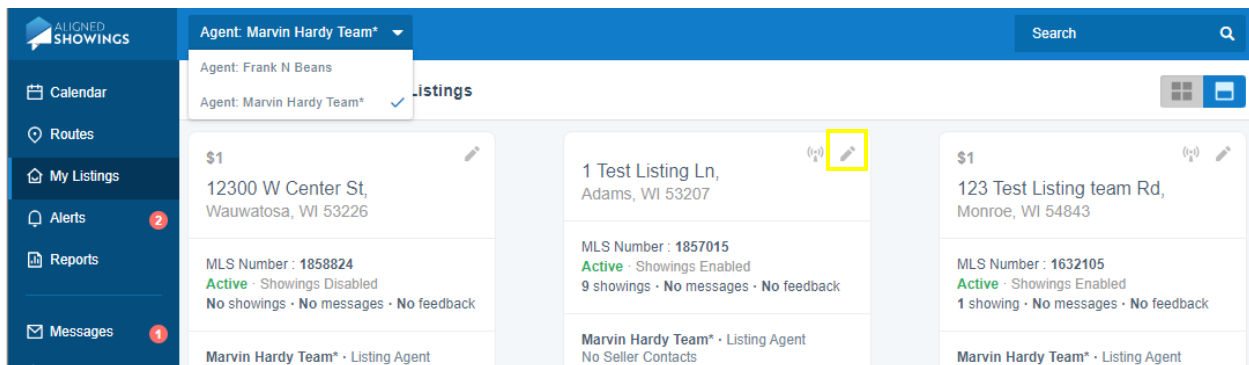 ALIGNED
SHOWINGS
Agent: Marvin Hardy Team*
Search
Agent: Frank N Beans
Agent: Marvin Hardy Team*
Listings
Calendar
Routes
My Listings
Alerts
2
Reports
Messages
1
$1
12300 W Center St,
Wauwatosa, WI 53226
MLS Number : 1858824
Active · Showings Disabled
No showings · No messages · No feedback
Marvin Hardy Team* · Listing Agent
1 Test Listing Ln,
Adams, WI 53207
MLS Number : 1857015
Active · Showings Enabled
9 showings · No messages · No feedback
Marvin Hardy Team* · Listing Agent
No Seller Contacts
$1
123 Test Listing team Rd,
Monroe, WI 54843
MLS Number : 1632105
Active · Showings Enabled
1 showing · No messages · No feedback
Marvin Hardy Team* · Listing Agent